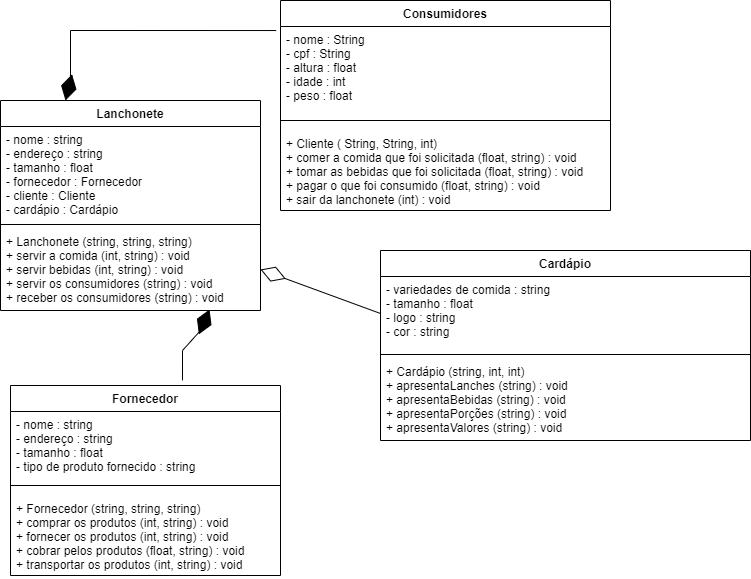 Consumidores
- nome : String
- cpf : String
- altura : float
- idade : int
- peso : float
+ Cliente ( String, String, int)
+ comer a comida que foi solicitada (float, string) : void
+ tomar as bebidas que foi solicitada (float, string) : void
+ pagar o que foi consumido (float, string) : void
+ sair da lanchonete (int) : void
Lanchonete
- nome : string
- endereço : string
- tamanho : float
- fornecedor : Fornecedor
- cliente : Cliente
- cardápio : Cardápio
+ Lanchonete (string, string, string)
+ servir a comida (int, string) : void
+ servir bebidas (int, string) : void
+ servir os consumidores (string) : void
+ receber os consumidores (string) : void
Cardápio
- variedades de comida : string
- tamanho : float
- logo : string
- cor : string
+ Cardápio (string, int, int)
+ apresentaLanches (string) : void
+ apresentaBebidas (string) : void
+ apresentaPorções (string) : void
+ apresentaValores (string) : void
Fornecedor
- nome : string
- endereço : string
- tamanho : float
- tipo de produto fornecido : string
+ Fornecedor (string, string, string)
+ comprar os produtos (int, string) : void
+ fornecer os produtos (int, string) : void
+ cobrar pelos produtos (float, string) : void
+ transportar os produtos (int, string) : void